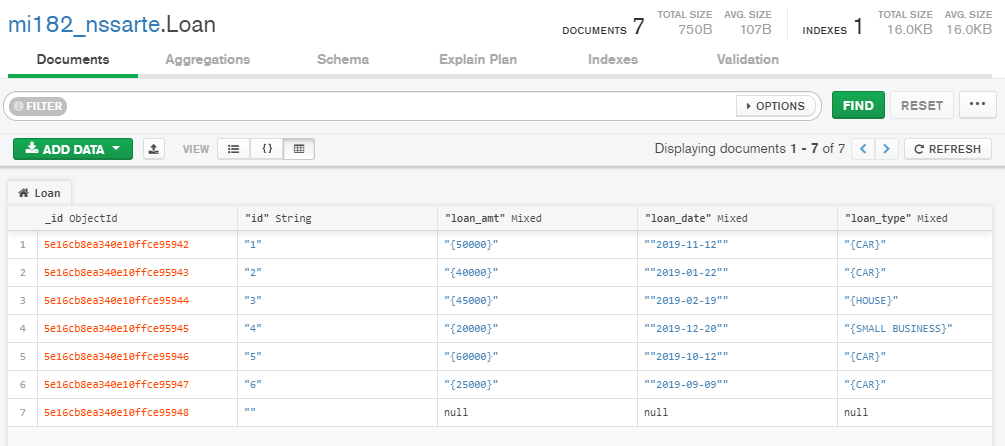 mi182_nssarte.Loan
DOCUMENTS 7 TOTAL SIZE 750B AVG. SIZE 107B INDEXES 1 TOTAL SIZE 16.0KB AVG. SIZE 16.0KB
Documents Aggregations Schema Explain Plan Indexes Validation
FILTER OPTIONS FIND RESET ...
ADD DATA VIEW {} Displaying documents 1 - 7 of 7 REFRESH
Loan
_id ObjectId "id" String "loan_amt" Mixed "loan_date" Mixed "loan_type" Mixed
1 5e16cb8ea340e10ffce95942 "1" "{50000}" ""2019-11-12"" "{CAR}"
2 5e16cb8ea340e10ffce95943 "2" "{40000}" ""2019-01-22"" "{CAR}"
3 5e16cb8ea340e10ffce95944 "3" "{45000}" ""2019-02-19"" "{HOUSE}"
4 5e16cb8ea340e10ffce95945 "4" "{20000}" ""2019-12-20"" "{SMALL BUSINESS}"
5 5e16cb8ea340e10ffce95946 "5" "{60000}" ""2019-10-12"" "{CAR}"
6 5e16cb8ea340e10ffce95947 "6" "{25000}" ""2019-09-09"" "{CAR}"
7 5e16cb8ea340e10ffce95948 "" null null null